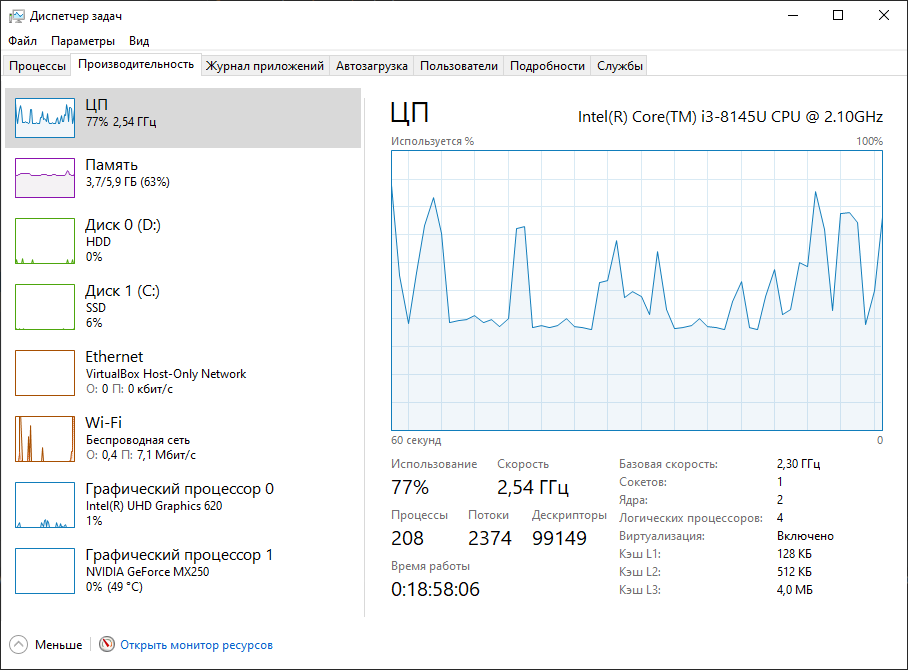 Диспетчер задач
Файл Параметры Вид
Процессы Производительность Журнал приложений Автозагрузка Пользователи Подробности Службы
ЦП
77% 2,54 ГГц
Память
3,7/5,9 ГБ (63%)
Диск 0 (D:)
HDD
0%
Диск 1 (C:)
SSD
6%
Ethernet
VirtualBox Host-Only Network
О: 0 П: 0 кбит/с
Wi-Fi
Беспроводная сеть
О: 0,4 П: 7,1 Мбит/с
Графический процессор 0
Intel(R) UHD Graphics 620
1%
Графический процессор 1
NVIDIA GeForce MX250
0% (49 °C)
ЦП Intel(R) Core(TM) i3-8145U CPU @ 2.10GHz
Используется % 100%
60 секунд 0
Использование Скорость
77% 2,54 ГГц
Процессы Потоки Дескрипторы
208 2374 99149
Время работы
0:18:58:06
Базовая скорость: 2,30 ГГц
Сокетов: 1
Ядра: 2
Логических процессоров: 4
Виртуализация: Включено
Кэш L1: 128 КБ
Кэш L2: 512 КБ
Кэш L3: 4,0 МБ
Меньше Открыть монитор ресурсов